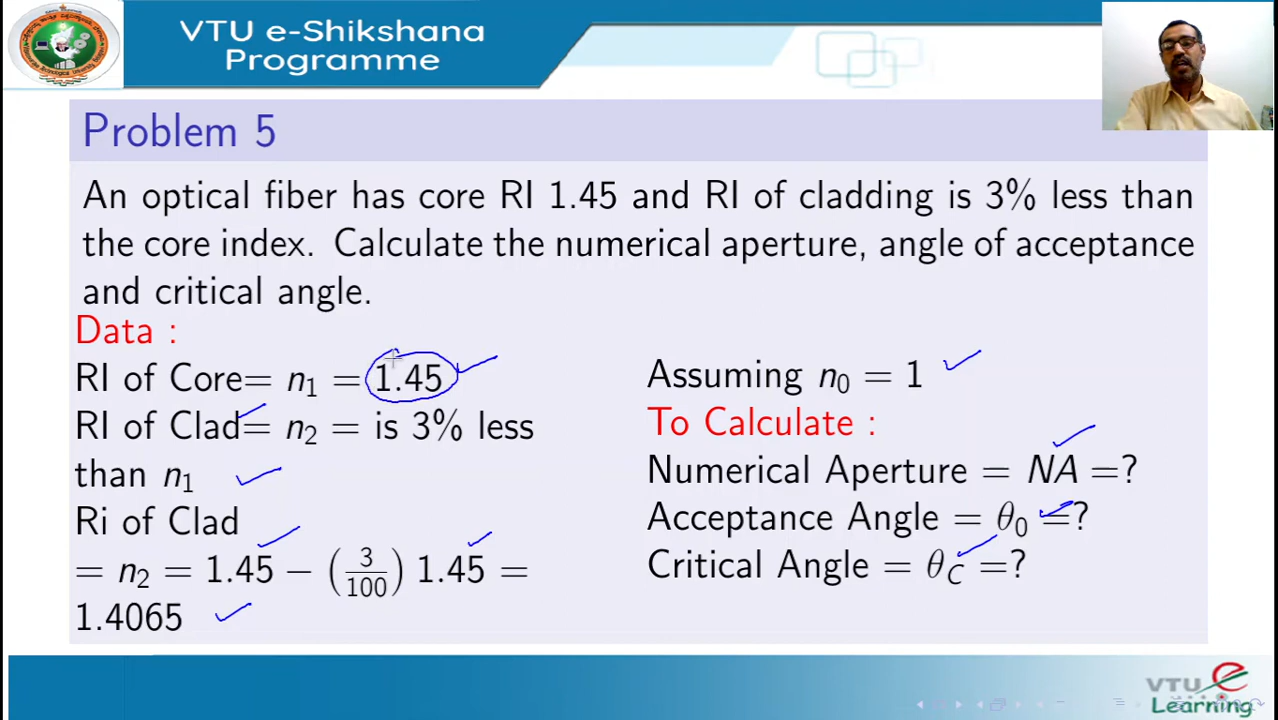 VTU e-Shikshana
Programme
Problem 5
An optical fiber has core RI 1.45 and RI of cladding is 3% less than
the core index. Calculate the numerical aperture, angle of acceptance
and critical angle.
Data :
RI of Core= n₁ = 1.45
RI of Clad= n₂ = is 3% less
than n₁
Ri of Clad
= n₂ = 1.45 − (3/100) 1.45 =
1.4065
Assuming n₀ = 1
To Calculate :
Numerical Aperture = NA =?
Acceptance Angle = θ₀ =?
Critical Angle = θ_C =?
VTU
Learning